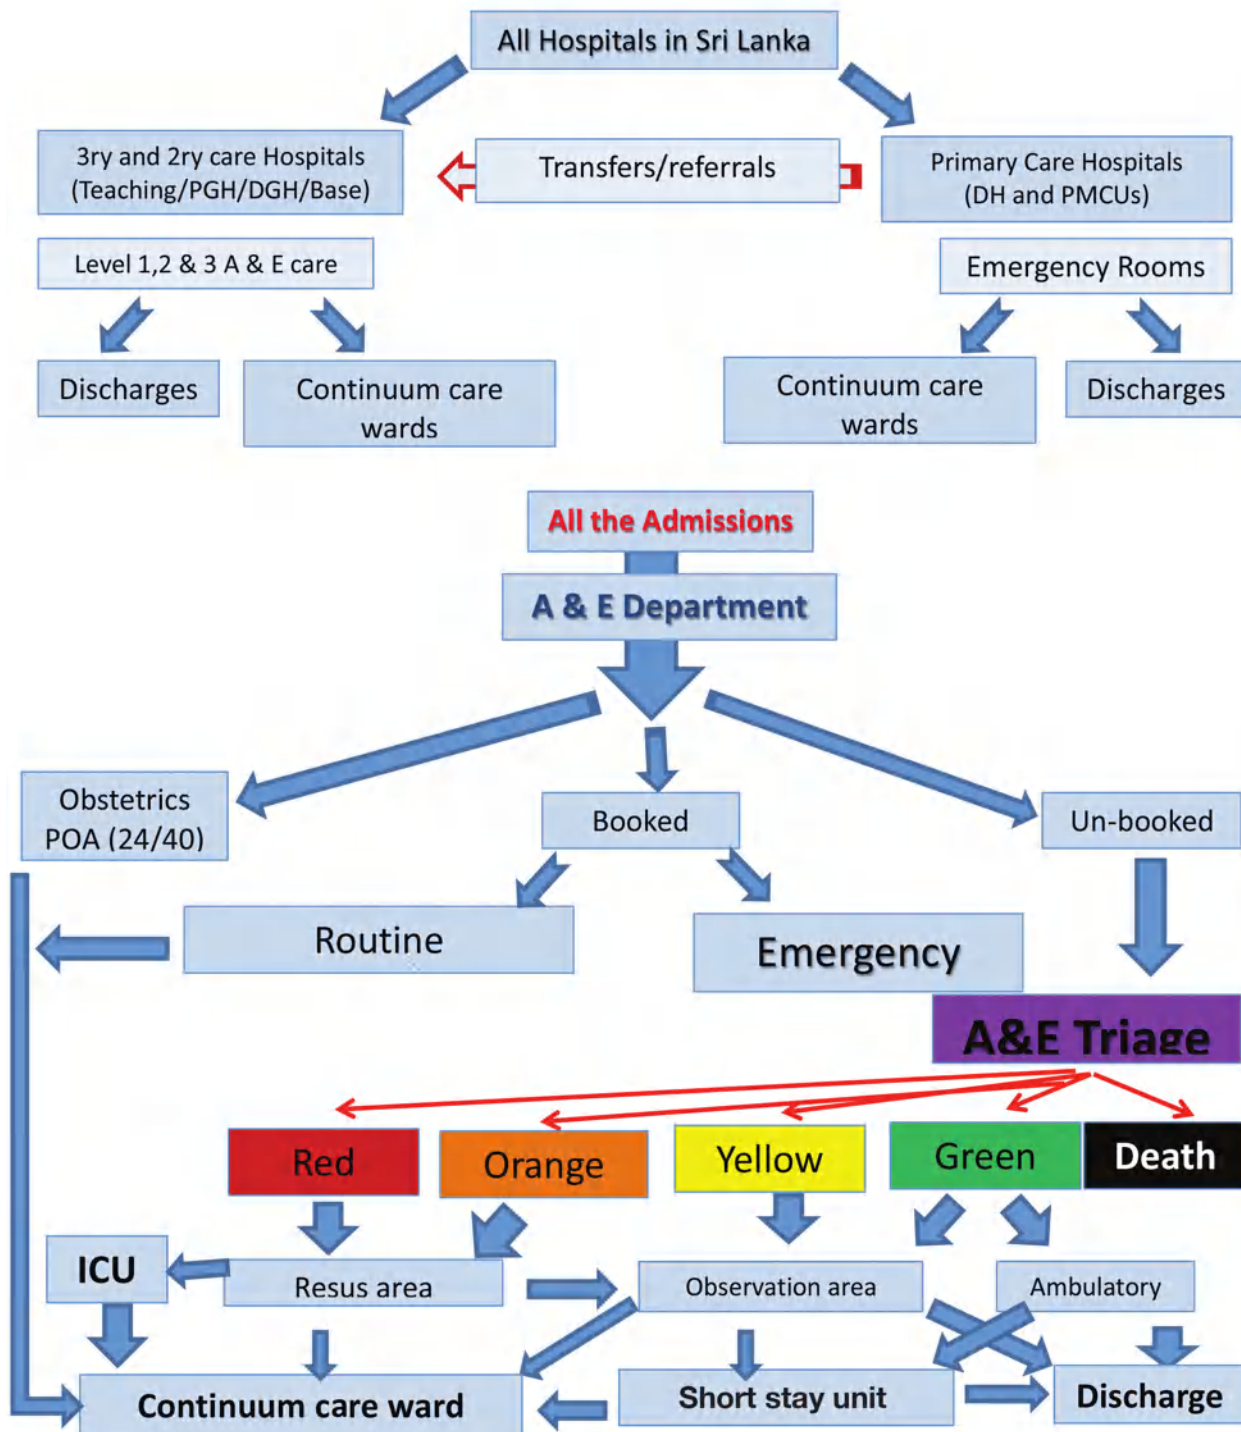 All Hospitals in Sri Lanka
3ry and 2ry care Hospitals
(Teaching/PGH/DGH/Base)
Transfers/referrals
Primary Care Hospitals
(DH and PMCUs)
Level 1,2 & 3 A & E care
Emergency Rooms
Discharges
Continuum care
wards
Continuum care
wards
Discharges
All the Admissions
A & E Department
Obstetrics
POA (24/40)
Booked
Un-booked
Routine
Emergency
A&E Triage
Red
Orange
Yellow
Green
Death
ICU
Resus area
Observation area
Ambulatory
Continuum care ward
Short stay unit
Discharge